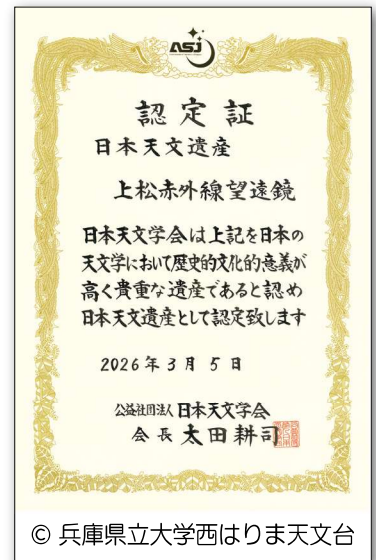 ASJ
認定証
日本天文遺産
上松赤外線望遠鏡
日本天文学会は上記を日本の
天文学において歴史的文化的意義が
高く貴重な遺産であると認め
日本天文遺産として認定致します
2026年3月5日
公益社団法人 日本天文学会
会長 太田耕司
© 兵庫県立大学西はりま天文台